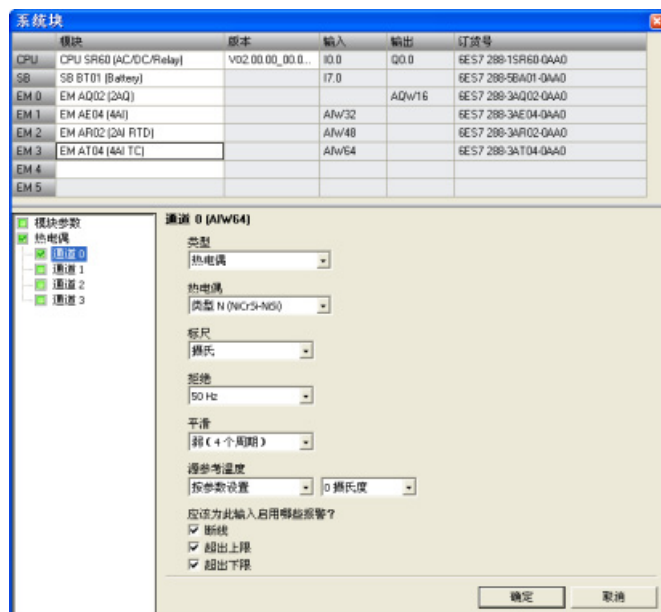 系统块
模块 版本 输入 输出 订货号
CPU CPU SR60 (AC/DC/Relay) V02.00.00_00.0... I0.0 Q0.0 6ES7 288-1SR60-0AA0
SB SB BT01 (Battery) I7.0 6ES7 288-5BA01-0AA0
EM 0 EM AQ02 (2AQ) AQW16 6ES7 288-3AQ02-0AA0
EM 1 EM AE04 (4AI) AIW32 6ES7 288-3AE04-0AA0
EM 2 EM AR02 (2AI RTD) AIW48 6ES7 288-3AR02-0AA0
EM 3 EM AT04 (4AI TC) AIW64 6ES7 288-3AT04-0AA0
EM 4
EM 5
模块参数
热电偶
通道 0
通道 1
通道 2
通道 3
通道 0 (AIW64)
类型
热电偶
热电偶
类型 N (NiCrSi-NiSi)
标尺
摄氏
拒绝
50 Hz
平滑
弱（4 个周期）
源参考温度
按参数设置 0 摄氏度
应该为此输入启用哪些报警？
断线
超出上限
超出下限
确定 取消